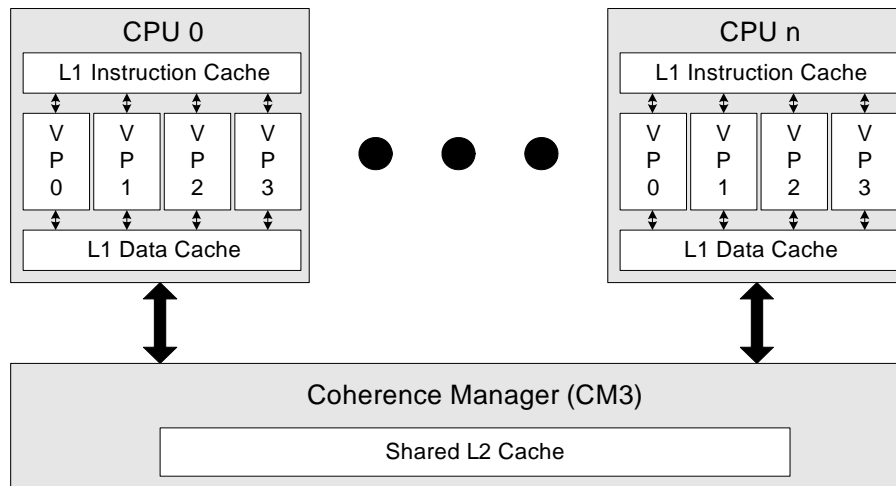 CPU 0
L1 Instruction Cache
V
P
0
V
P
1
V
P
2
V
P
3
L1 Data Cache
CPU n
L1 Instruction Cache
V
P
0
V
P
1
V
P
2
V
P
3
L1 Data Cache
Coherence Manager (CM3)
Shared L2 Cache